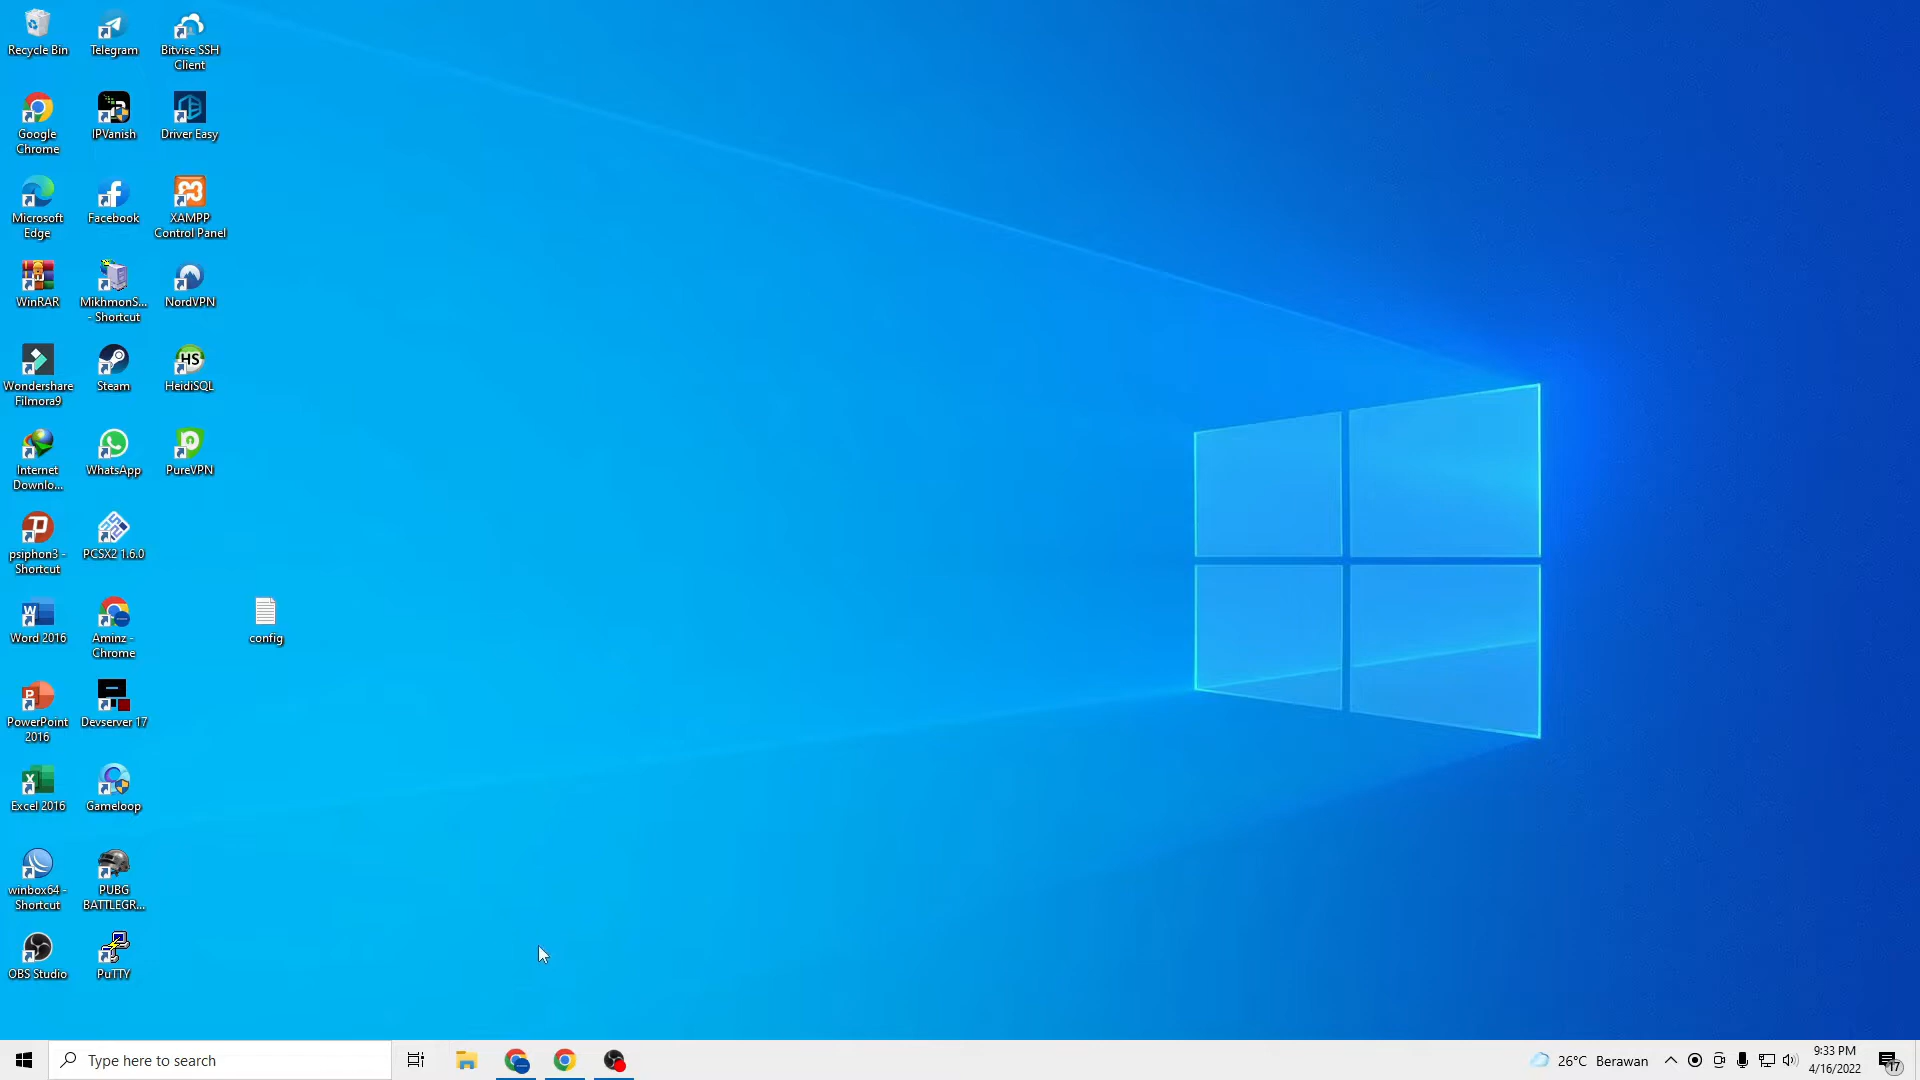 Recycle Bin
Telegram
Bitvise SSH
Client
Google
Chrome
IPVanish
Driver Easy
Microsoft
Edge
Facebook
XAMPP
Control Panel
WinRAR
MikhmonS...
- Shortcut
NordVPN
Wondershare
Filmora9
Steam
HS
HeidiSQL
Internet
Downlo...
WhatsApp
PureVPN
psiphon3 -
Shortcut
PCSX2 1.6.0
Word 2016
Aminz -
Chrome
config
PowerPoint
2016
Devserver 17
Excel 2016
Gameloop
winbox64 -
Shortcut
PUBG
BATTLEGR...
OBS Studio
PuTTY
Type here to search
26°C Berawan
9:33 PM
4/16/2022
17